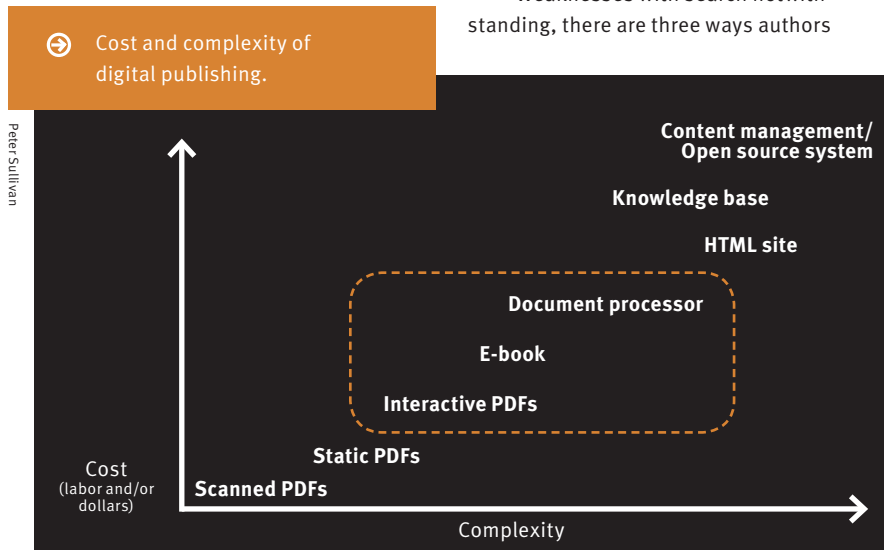 standing, there are three ways authors
Cost and complexity of
digital publishing.
Peter Sullivan
Content management/
Open source system
Knowledge base
HTML site
Document processor
E-book
Interactive PDFs
Static PDFs
Scanned PDFs
Cost
(labor and/or
dollars)
Complexity